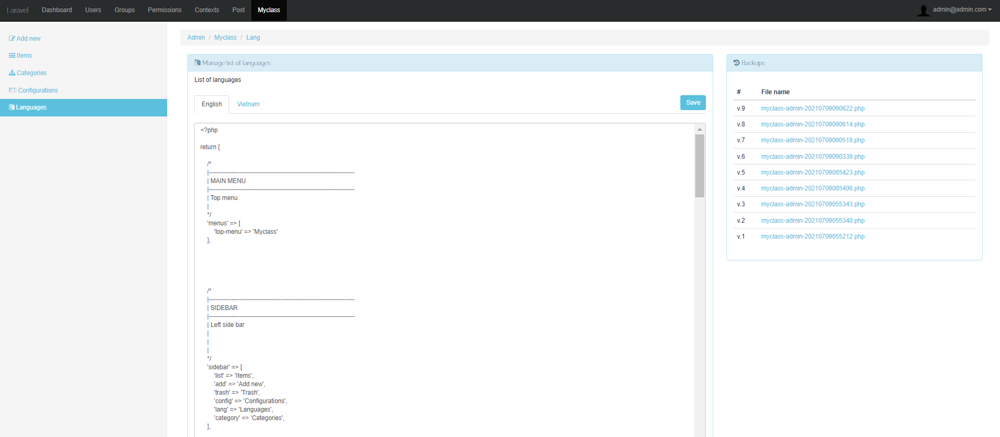 Laravel Dashboard Users Groups Permissions Contexts Post Myclass admin@admin.com
Add new
Items
Categories
Configurations
Languages
Admin / Myclass / Lang
Manage list of languages
List of languages
English Vietnam Save
<?php
return [
/*
|--------------------------------------------------------------------------
| MAIN MENU
|--------------------------------------------------------------------------
| Top menu
|
*/
'menus' => [
'top-menu' => 'Myclass'
],
/*
|--------------------------------------------------------------------------
| SIDEBAR
|--------------------------------------------------------------------------
| Left side bar
|
|
|
*/
'sidebar' => [
'list' => 'Items',
'add' => 'Add new',
'trash' => 'Trash',
'config' => 'Configurations',
'lang' => 'Languages',
'category' => 'Categories',
],
Backups
# File name
v.9 myclass-admin-20210709090622.php
v.8 myclass-admin-20210709090614.php
v.7 myclass-admin-20210709090518.php
v.6 myclass-admin-20210709090339.php
v.5 myclass-admin-20210709085423.php
v.4 myclass-admin-20210709085406.php
v.3 myclass-admin-20210709055343.php
v.2 myclass-admin-20210709055340.php
v.1 myclass-admin-20210709055212.php